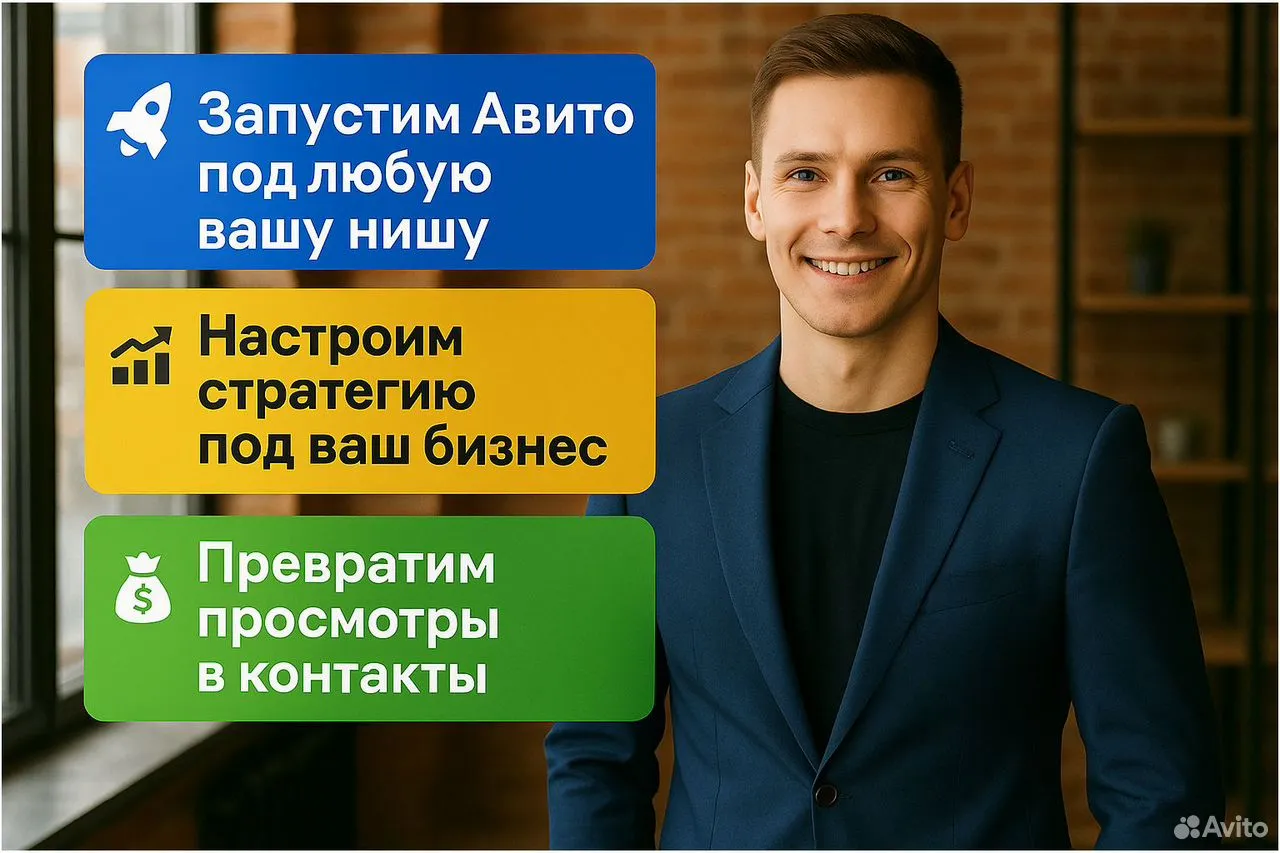 Запустим Авито
под любую
вашу нишу
Настроим
стратегию
под ваш бизнес
$
Превратим
просмотры
в контакты
Avito